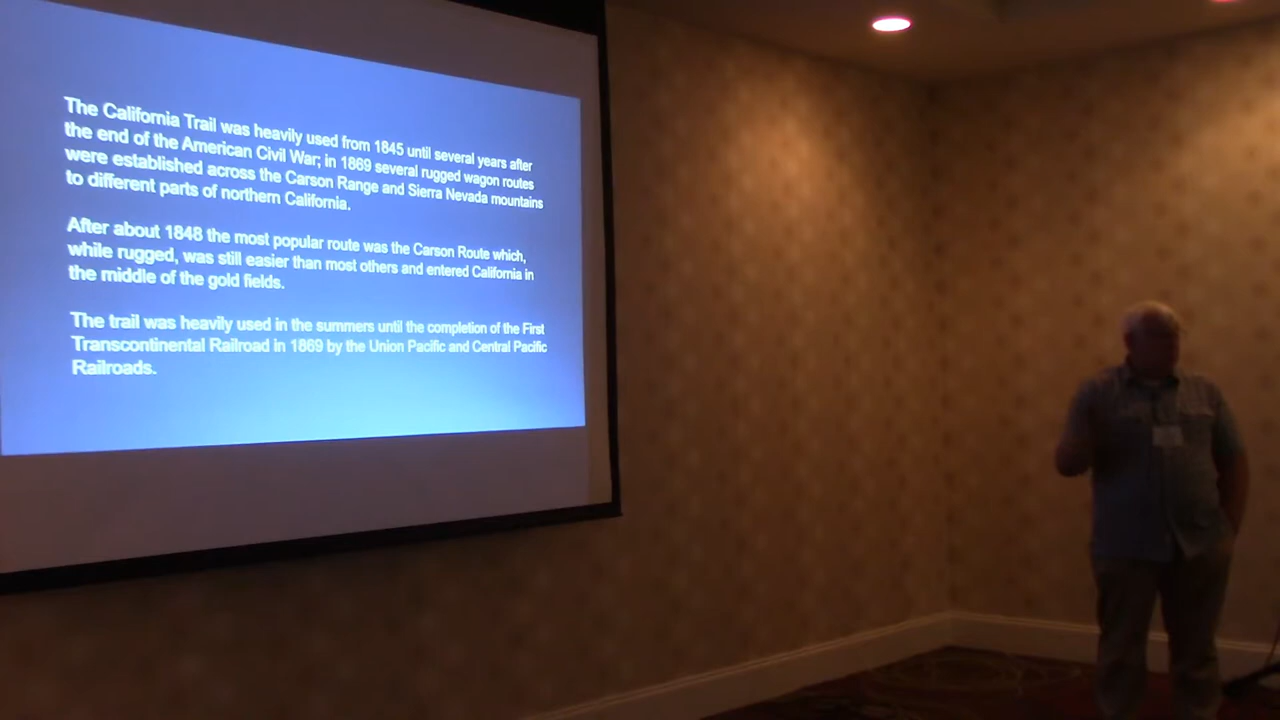 The California Trail was heavily used from 1845 until several years after
the end of the American Civil War; in 1869 several rugged wagon routes
were established across the Carson Range and Sierra Nevada mountains
to different parts of northern California.
After about 1848 the most popular route was the Carson Route which,
while rugged, was still easier than most others and entered California in
the middle of the gold fields.
The trail was heavily used in the summers until the completion of the First
Transcontinental Railroad in 1869 by the Union Pacific and Central Pacific
Railroads.